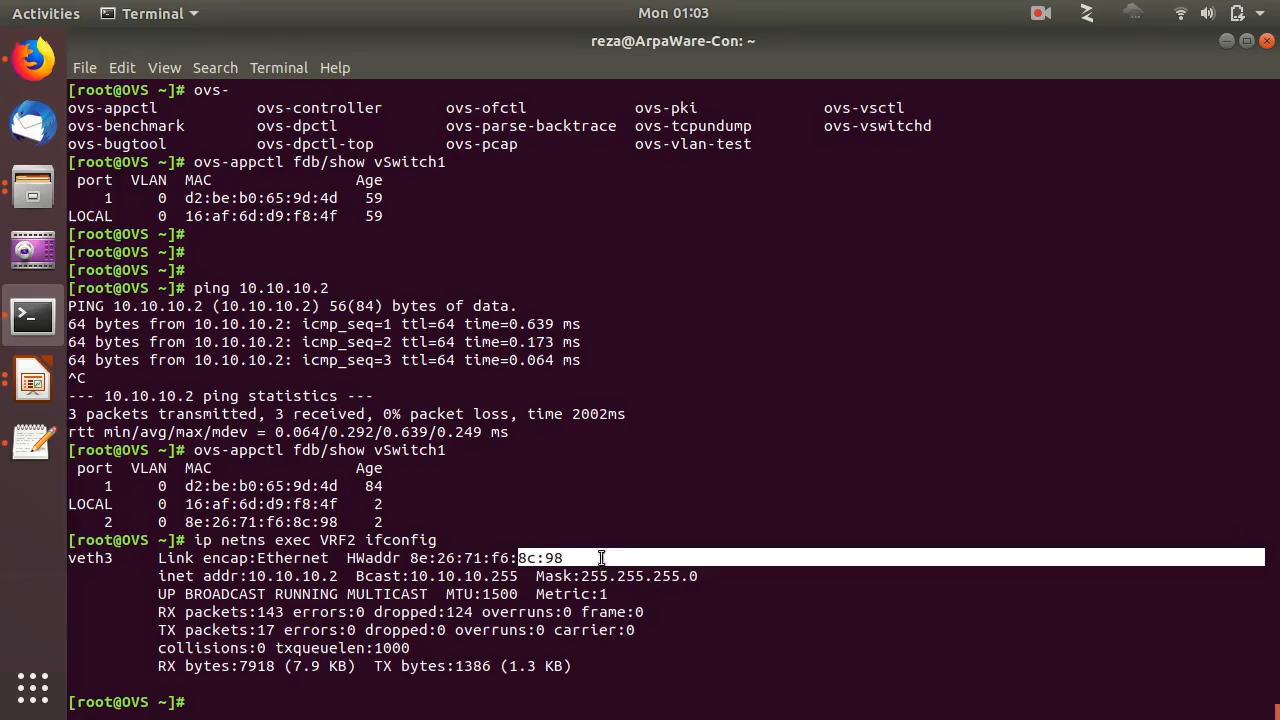 Activities Terminal Mon 01:03
reza@ArpaWare-Con: ~
File Edit View Search Terminal Help
[root@OVS ~]# ovs-
ovs-appctl ovs-controller ovs-ofctl ovs-pki ovs-vsctl
ovs-benchmark ovs-dpctl ovs-parse-backtrace ovs-tcpundump ovs-vswitchd
ovs-bugtool ovs-dpctl-top ovs-pcap ovs-vlan-test
[root@OVS ~]# ovs-appctl fdb/show vSwitch1
port VLAN MAC Age
1 0 d2:be:b0:65:9d:4d 59
LOCAL 0 16:af:6d:d9:f8:4f 59
[root@OVS ~]#
[root@OVS ~]#
[root@OVS ~]#
[root@OVS ~]# ping 10.10.10.2
PING 10.10.10.2 (10.10.10.2) 56(84) bytes of data.
64 bytes from 10.10.10.2: icmp_seq=1 ttl=64 time=0.639 ms
64 bytes from 10.10.10.2: icmp_seq=2 ttl=64 time=0.173 ms
64 bytes from 10.10.10.2: icmp_seq=3 ttl=64 time=0.064 ms
^C
--- 10.10.10.2 ping statistics ---
3 packets transmitted, 3 received, 0% packet loss, time 2002ms
rtt min/avg/max/mdev = 0.064/0.292/0.639/0.249 ms
[root@OVS ~]# ovs-appctl fdb/show vSwitch1
port VLAN MAC Age
1 0 d2:be:b0:65:9d:4d 84
LOCAL 0 16:af:6d:d9:f8:4f 2
2 0 8e:26:71:f6:8c:98 2
[root@OVS ~]# ip netns exec VRF2 ifconfig
veth3 Link encap:Ethernet HWaddr 8e:26:71:f6:8c:98
inet addr:10.10.10.2 Bcast:10.10.10.255 Mask:255.255.255.0
UP BROADCAST RUNNING MULTICAST MTU:1500 Metric:1
RX packets:143 errors:0 dropped:124 overruns:0 frame:0
TX packets:17 errors:0 dropped:0 overruns:0 carrier:0
collisions:0 txqueuelen:1000
RX bytes:7918 (7.9 KB) TX bytes:1386 (1.3 KB)
[root@OVS ~]#